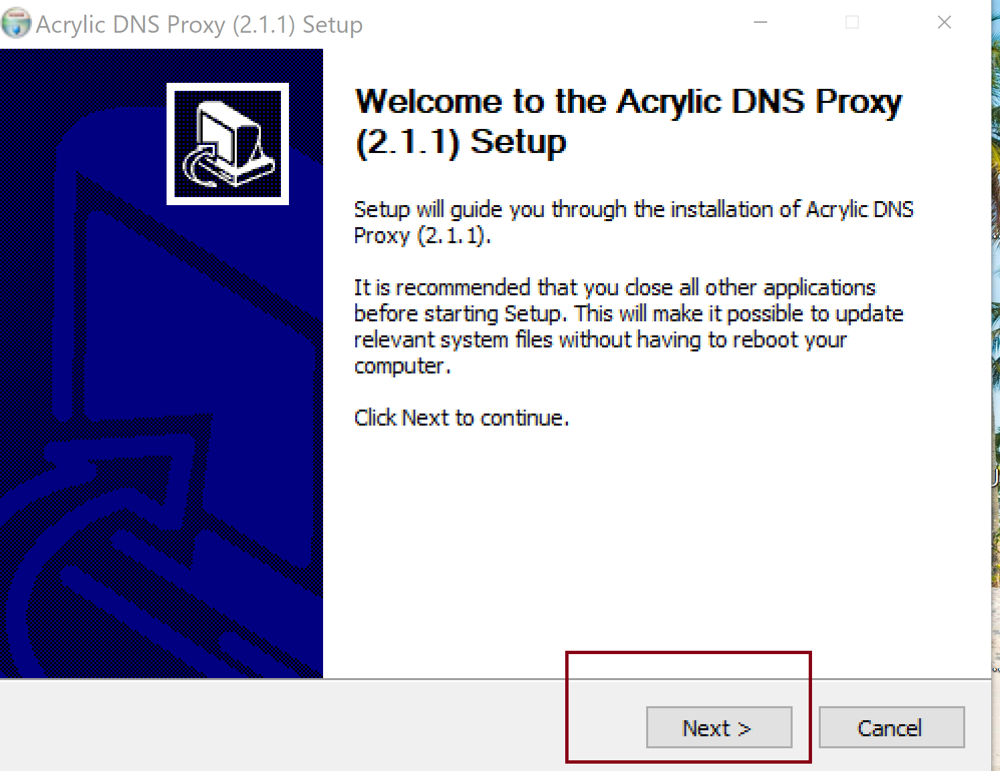 Acrylic DNS Proxy (2.1.1) Setup
Welcome to the Acrylic DNS Proxy
(2.1.1) Setup
Setup will guide you through the installation of Acrylic DNS
Proxy (2.1.1).
It is recommended that you close all other applications
before starting Setup. This will make it possible to update
relevant system files without having to reboot your
computer.
Click Next to continue.
Next >
Cancel